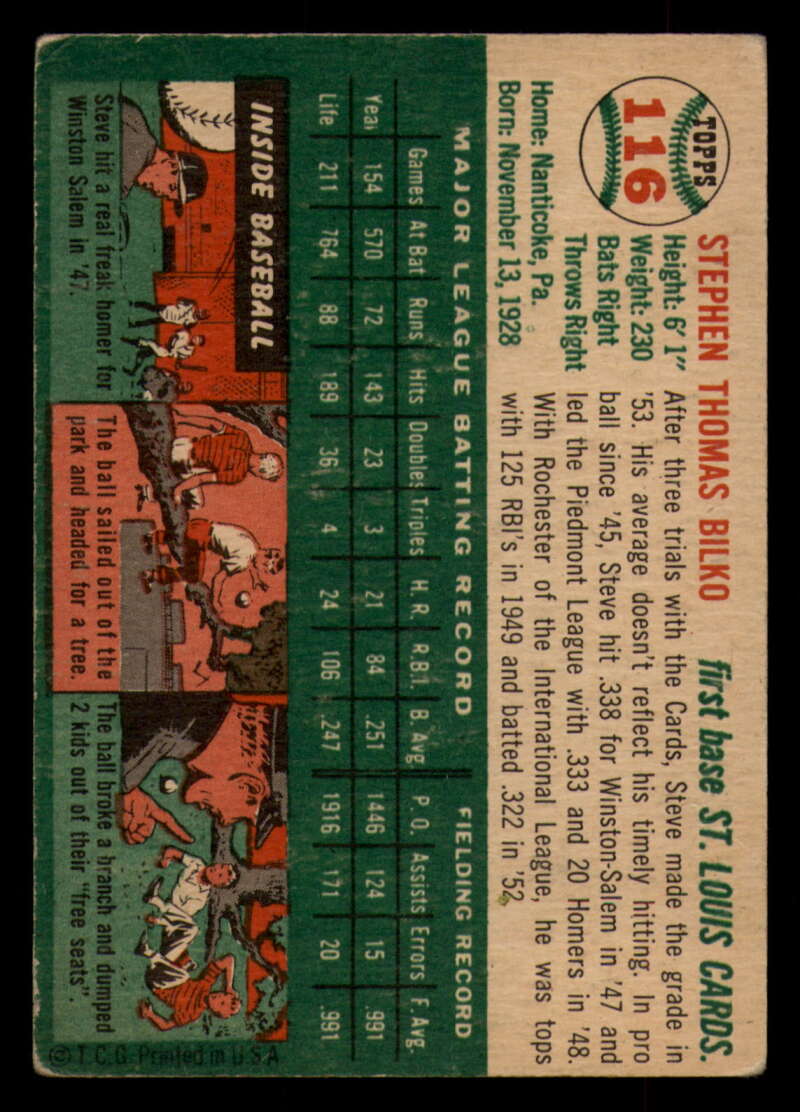 TOPPS
116
STEPHEN THOMAS BILKO
first base ST. LOUIS CARDS.
Height: 6' 1"
Weight: 230
Bats Right
Throws Right
Home: Nanticoke, Pa.
Born: November 13, 1928
After three trials with the Cards, Steve made the grade in
'53. His average doesn't reflect his timely hitting. In pro
ball since '45, Steve hit .338 for Winston-Salem in '47 and
led the Piedmont League with .333 and 20 Homers in '48.
With Rochester of the International League, he was tops
with 125 RBI's in 1949 and batted .322 in '52.
MAJOR LEAGUE BATTING RECORD FIELDING RECORD
Games At Bat Runs Hits Doubles Triples H. R. R.B.I. B. Avg P. O. Assists Errors F. Avg.
Year 154 570 72 143 23 3 21 84 .251 1446 124 15 .991
Life 211 764 88 189 36 4 24 106 .247 1916 171 20 .991
INSIDE BASEBALL
Steve hit a real freak homer for
Winston Salem in '47.
The ball sailed out of the
park and headed for a tree.
The ball broke a branch and dumped
2 kids out of their "free seats".
© T. C. G. Printed in U S A